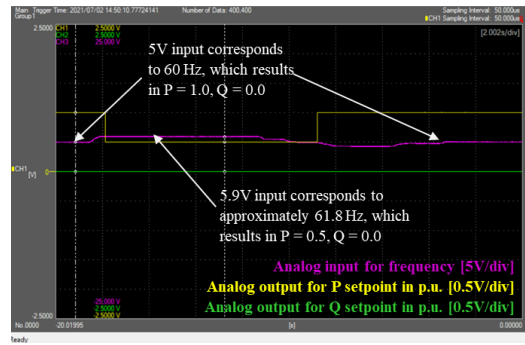 Main Trigger Time: 2021/07/02 14:50:10.77724141 Number of Data: 400,400 Sampling Interval: 50.000us
Group1 CH1 Sampling Interval: 50.000us
2.5000 CH1 2.5000 V [2.002s/div]
CH2 2.5000 V
CH3 25.000 V
5V input corresponds
to 60 Hz, which results
in P = 1.0, Q = 0.0
CH1
[V] 0
5.9V input corresponds to
approximately 61.8 Hz, which
results in P = 0.5, Q = 0.0
Analog input for frequency [5V/div]
Analog output for P setpoint in p.u. [0.5V/div]
Analog output for Q setpoint in p.u. [0.5V/div]
-25.000 V
-2.5000 V
-2.5000 -2.5000 V
No.0000 -20.01995 [s] 0.00000
Ready